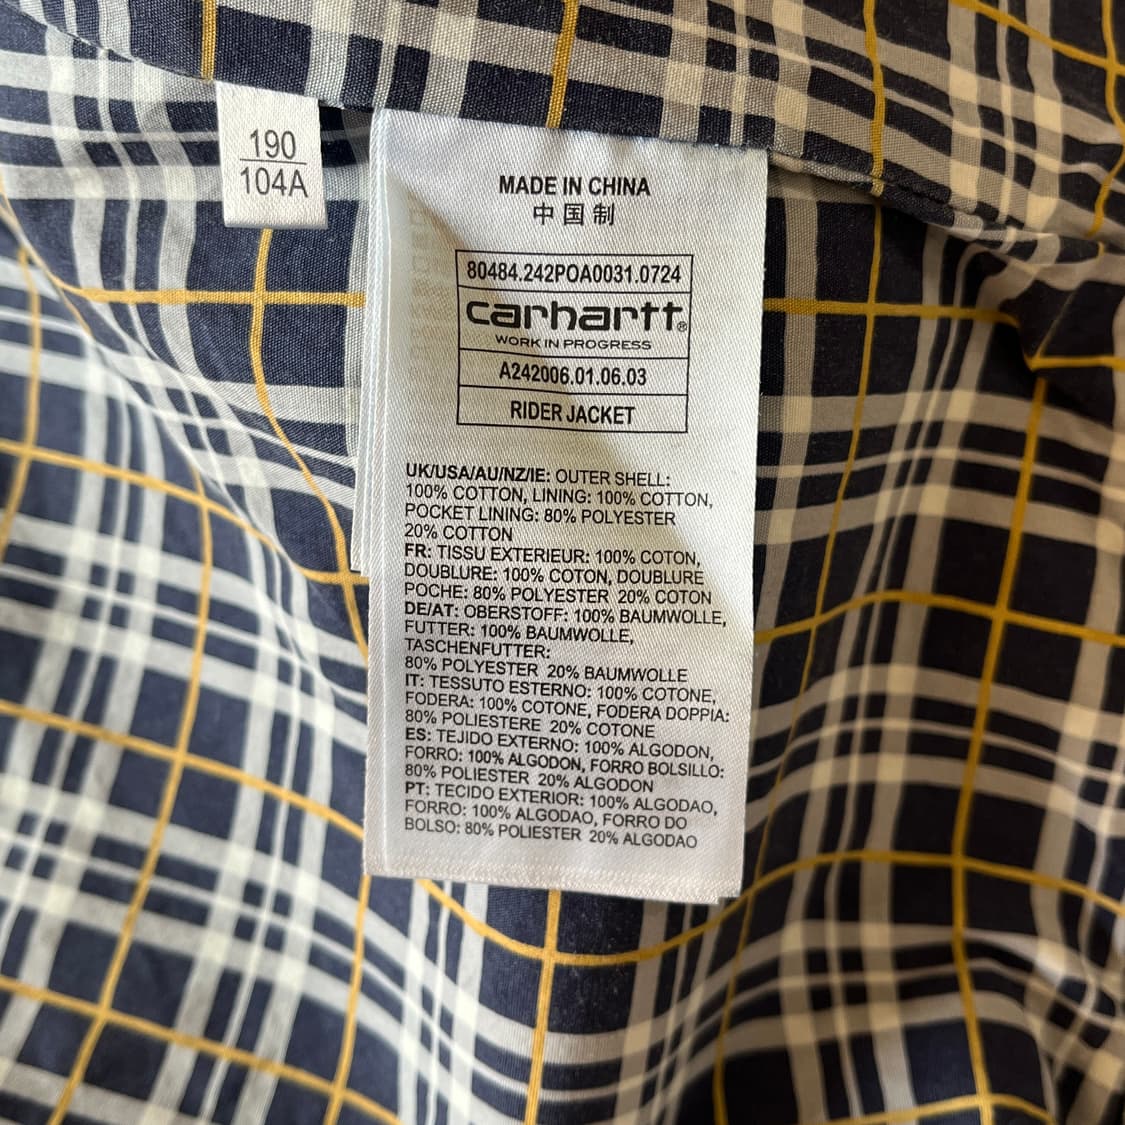 190
104A
MADE IN CHINA
中国制
80484.242POA0031.0724
carhartt®
WORK IN PROGRESS
A242006.01.06.03
RIDER JACKET
UK/USA/AU/NZ/IE: OUTER SHELL:
100% COTTON, LINING: 100% COTTON,
POCKET LINING: 80% POLYESTER
20% COTTON
FR: TISSU EXTERIEUR: 100% COTON,
DOUBLURE: 100% COTON, DOUBLURE
POCHE: 80% POLYESTER 20% COTON
DE/AT: OBERSTOFF: 100% BAUMWOLLE,
FUTTER: 100% BAUMWOLLE,
TASCHENFUTTER:
80% POLYESTER 20% BAUMWOLLE
IT: TESSUTO ESTERNO: 100% COTONE,
FODERA: 100% COTONE, FODERA DOPPIA:
80% POLIESTERE 20% COTONE
ES: TEJIDO EXTERNO: 100% ALGODON,
FORRO: 100% ALGODON, FORRO BOLSILLO:
80% POLIESTER 20% ALGODON
PT: TECIDO EXTERIOR: 100% ALGODAO,
FORRO: 100% ALGODAO, FORRO DO
BOLSO: 80% POLIESTER 20% ALGODAO